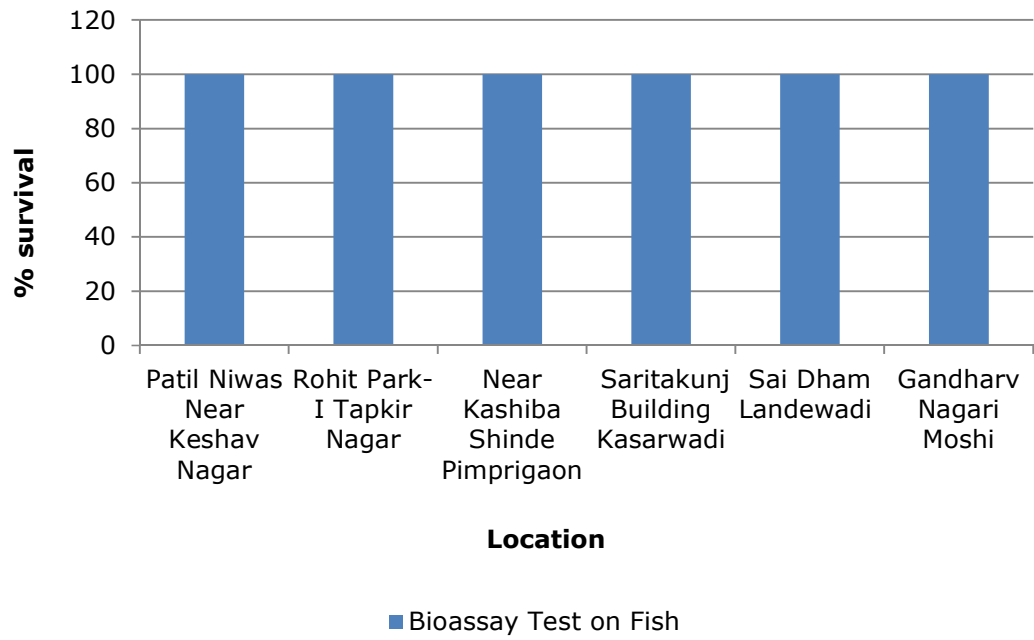 120
100
80
60
40
20
0
% survival
Patil Niwas
Near
Keshav
Nagar
Rohit Park-
I Tapkir
Nagar
Near
Kashiba
Shinde
Pimprigaon
Saritakunj
Building
Kasarwadi
Sai Dham
Landewadi
Gandharv
Nagari
Moshi
Location
Bioassay Test on Fish